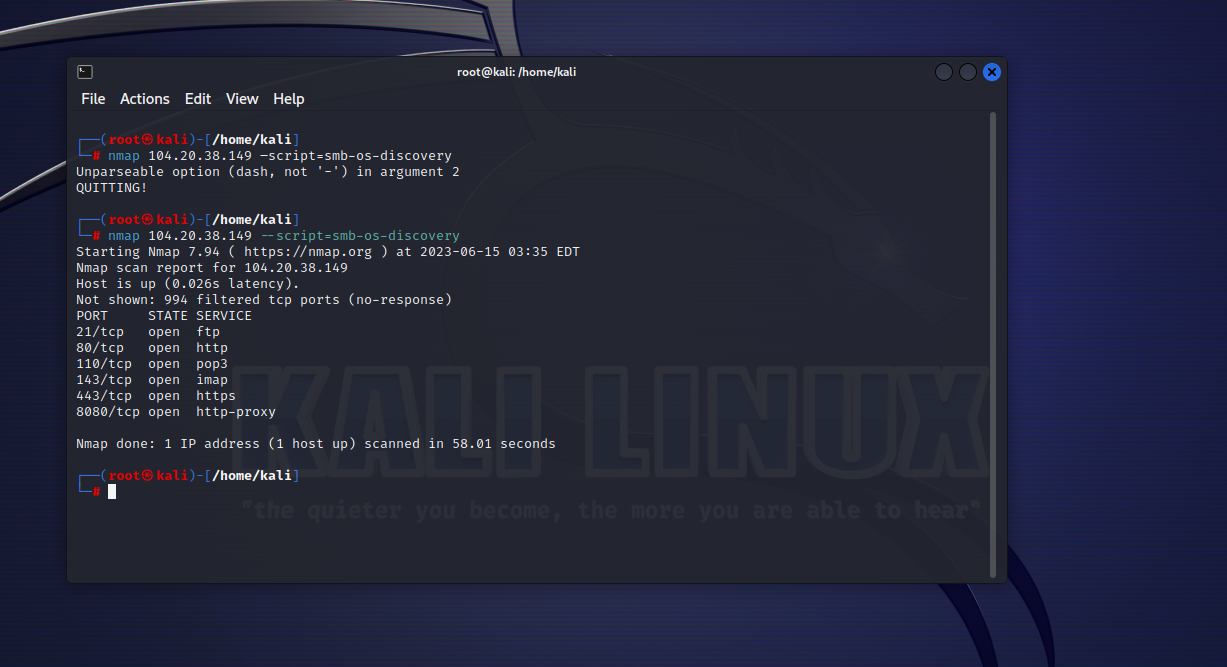 root@kali: /home/kali
File Actions Edit View Help
┌──(root㉿kali)-[/home/kali]
└─# nmap 104.20.38.149 –script=smb-os-discovery
Unparseable option (dash, not '-') in argument 2
QUITTING!
┌──(root㉿kali)-[/home/kali]
└─# nmap 104.20.38.149 --script=smb-os-discovery
Starting Nmap 7.94 ( https://nmap.org ) at 2023-06-15 03:35 EDT
Nmap scan report for 104.20.38.149
Host is up (0.026s latency).
Not shown: 994 filtered tcp ports (no-response)
PORT     STATE SERVICE
21/tcp   open  ftp
80/tcp   open  http
110/tcp  open  pop3
143/tcp  open  imap
443/tcp  open  https
8080/tcp open  http-proxy
Nmap done: 1 IP address (1 host up) scanned in 58.01 seconds
┌──(root㉿kali)-[/home/kali]
└─#
KALI LINUX
"the quieter you become, the more you are able to hear"